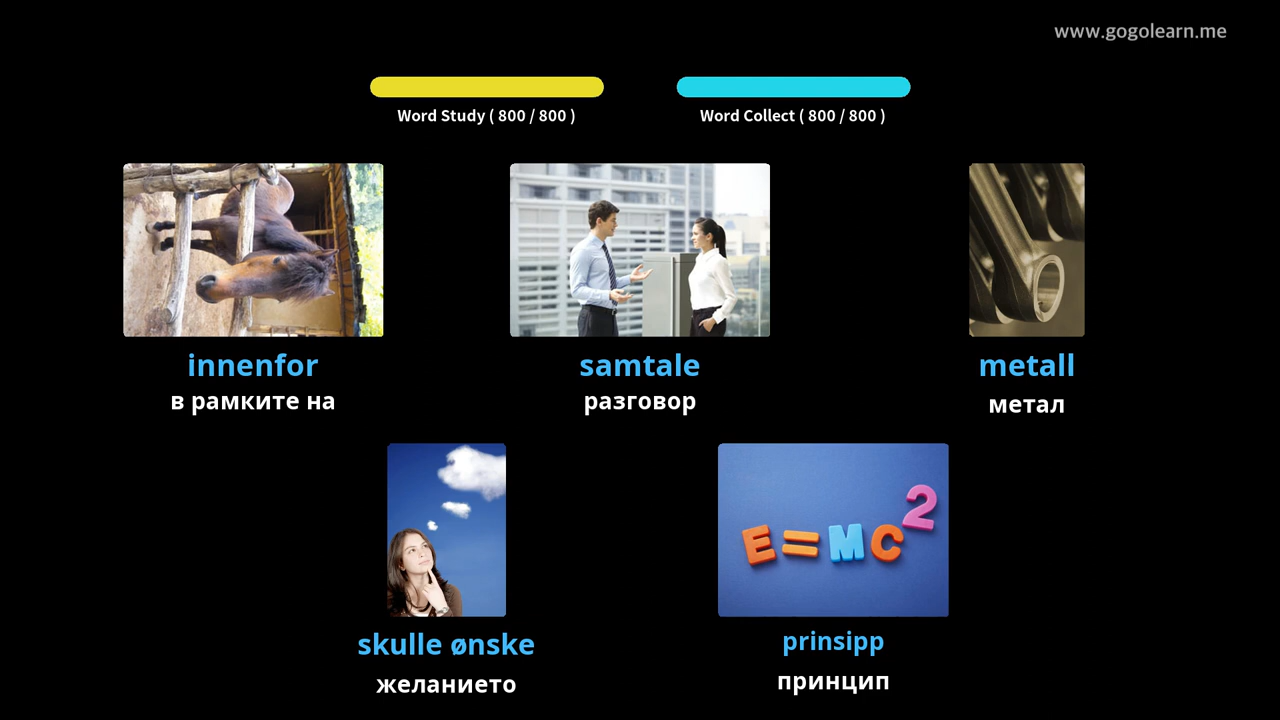 www.gogolearn.me
Word Study ( 800 / 800 )
Word Collect ( 800 / 800 )
innenfor
в рамките на
samtale
разговор
metall
метал
E=MC2
skulle ønske
желанието
prinsipp
принцип